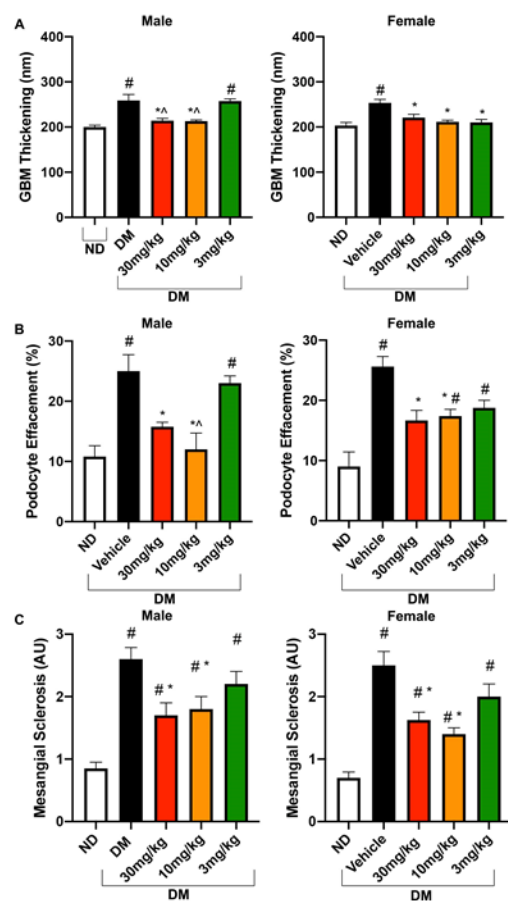 A
Male
Female
GBM Thickening (nm)
400
300
200
100
0
#
*^
*^
#
ND
DM
30mg/kg
10mg/kg
3mg/kg
ND
DM
GBM Thickening (nm)
400
300
200
100
0
#
*
*
*
ND
Vehicle
30mg/kg
10mg/kg
3mg/kg
DM
B
Male
Female
Podocyte Effacement (%)
30
20
10
0
#
*
*^
#
ND
Vehicle
30mg/kg
10mg/kg
3mg/kg
DM
Podocyte Effacement (%)
30
20
10
0
#
*
* #
#
ND
Vehicle
30mg/kg
10mg/kg
3mg/kg
DM
C
Male
Female
Mesangial Sclerosis (AU)
3
2
1
0
#
# *
# *
#
ND
DM
30mg/kg
10mg/kg
3mg/kg
DM
Mesangial Sclerosis (AU)
3
2
1
0
#
# *
# *
#
ND
Vehicle
30mg/kg
10mg/kg
3mg/kg
DM